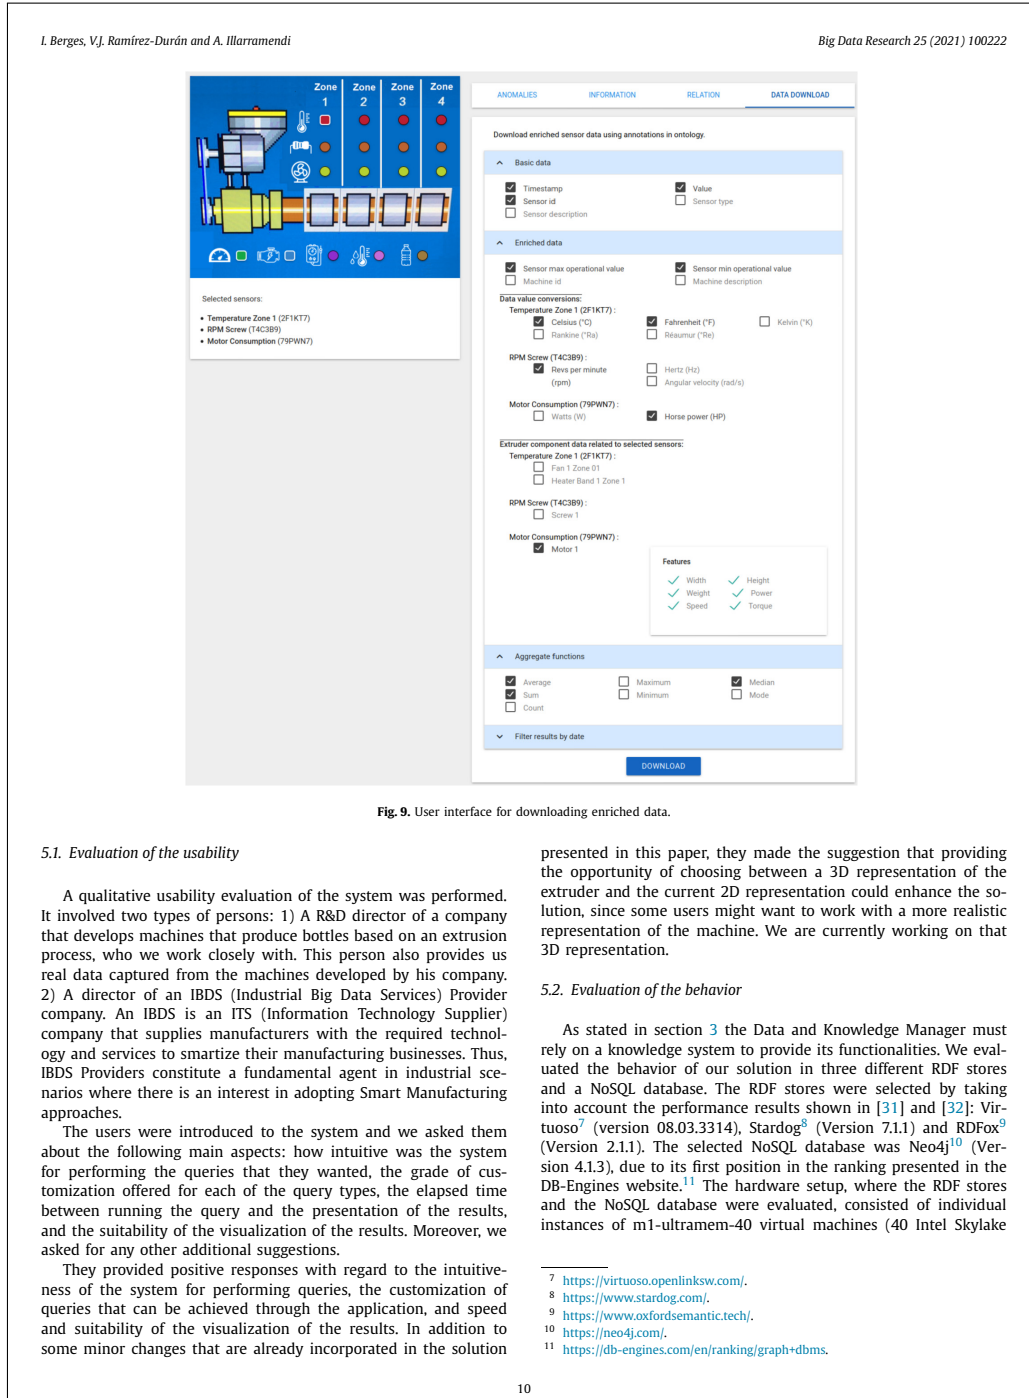 I. Berges, V.J. Ramírez-Durán and A. Illarramendi
Big Data Research 25 (2021) 100222
Zone 1
Zone 2
Zone 3
Zone 4
Selected sensors:
• Temperature Zone 1 (2F1KT7)
• RPM Screw (T4C3B9)
• Motor Consumption (79PWN7)
ANOMALIES INFORMATION RELATION DATA DOWNLOAD
Download enriched sensor data using annotations in ontology.
Basic data
Timestamp Value
Sensor id Sensor type
Sensor description
Enriched data
Sensor max operational value Sensor min operational value
Machine id Machine description
Data value conversions:
Temperature Zone 1 (2F1KT7) :
Celsius (°C) Fahrenheit (°F) Kelvin (°K)
Rankine (°Ra) Réaumur (°Re)
RPM Screw (T4C3B9) :
Revs per minute Hertz (Hz)
(rpm) Angular velocity (rad/s)
Motor Consumption (79PWN7) :
Watts (W) Horse power (HP)
Extruder component data related to selected sensors:
Temperature Zone 1 (2F1KT7) :
Fan 1 Zone 01
Heater Band 1 Zone 1
RPM Screw (T4C3B9) :
Screw 1
Motor Consumption (79PWN7) :
Motor 1
Features
Width Height
Weight Power
Speed Torque
Aggregate functions
Average Maximum Median
Sum Minimum Mode
Count
Filter results by date
DOWNLOAD
Fig. 9. User interface for downloading enriched data.
5.1. Evaluation of the usability
A qualitative usability evaluation of the system was performed.
It involved two types of persons: 1) A R&D director of a company
that develops machines that produce bottles based on an extrusion
process, who we work closely with. This person also provides us
real data captured from the machines developed by his company.
2) A director of an IBDS (Industrial Big Data Services) Provider
company. An IBDS is an ITS (Information Technology Supplier)
company that supplies manufacturers with the required technol-
ogy and services to smartize their manufacturing businesses. Thus,
IBDS Providers constitute a fundamental agent in industrial sce-
narios where there is an interest in adopting Smart Manufacturing
approaches.
The users were introduced to the system and we asked them
about the following main aspects: how intuitive was the system
for performing the queries that they wanted, the grade of cus-
tomization offered for each of the query types, the elapsed time
between running the query and the presentation of the results,
and the suitability of the visualization of the results. Moreover, we
asked for any other additional suggestions.
They provided positive responses with regard to the intuitive-
ness of the system for performing queries, the customization of
queries that can be achieved through the application, and speed
and suitability of the visualization of the results. In addition to
some minor changes that are already incorporated in the solution
presented in this paper, they made the suggestion that providing
the opportunity of choosing between a 3D representation of the
extruder and the current 2D representation could enhance the so-
lution, since some users might want to work with a more realistic
representation of the machine. We are currently working on that
3D representation.
5.2. Evaluation of the behavior
As stated in section 3 the Data and Knowledge Manager must
rely on a knowledge system to provide its functionalities. We eval-
uated the behavior of our solution in three different RDF stores
and a NoSQL database. The RDF stores were selected by taking
into account the performance results shown in [31] and [32]: Vir-
tuoso7 (version 08.03.3314), Stardog8 (Version 7.1.1) and RDFox9
(Version 2.1.1). The selected NoSQL database was Neo4j10 (Ver-
sion 4.1.3), due to its first position in the ranking presented in the
DB-Engines website.11 The hardware setup, where the RDF stores
and the NoSQL database were evaluated, consisted of individual
instances of m1-ultramem-40 virtual machines (40 Intel Skylake
7 https://virtuoso.openlinksw.com/.
8 https://www.stardog.com/.
9 https://www.oxfordsemantic.tech/.
10 https://neo4j.com/.
11 https://db-engines.com/en/ranking/graph+dbms.
10